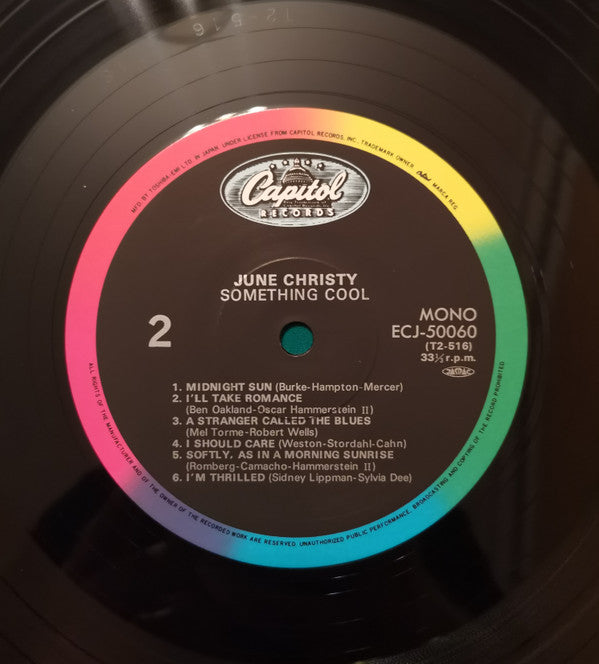 T2-516
MFD. BY TOSHIBA-EMI LTD. IN JAPAN. UNDER LICENSE FROM CAPITOL RECORDS, INC. TRADEMARK OWNER MARCA REG.
Capitol
RECORDS
JUNE CHRISTY
SOMETHING COOL
2
MONO
ECJ-50060
(T2-516)
33⅓ r.p.m.
JASRAC
1. MIDNIGHT SUN (Burke-Hampton-Mercer)
2. I'LL TAKE ROMANCE
(Ben Oakland-Oscar Hammerstein II)
3. A STRANGER CALLED THE BLUES
(Mel Torme-Robert Wells)
4. I SHOULD CARE (Weston-Stordahl-Cahn)
5. SOFTLY, AS IN A MORNING SUNRISE
(Romberg-Camacho-Hammerstein II)
6. I'M THRILLED (Sidney Lippman-Sylvia Dee)
ALL RIGHTS OF THE MANUFACTURER AND OF THE OWNER OF THE RECORDED WORK ARE RESERVED. UNAUTHORIZED PUBLIC PERFORMANCE, BROADCASTING AND COPYING OF THE RECORD PROHIBITED